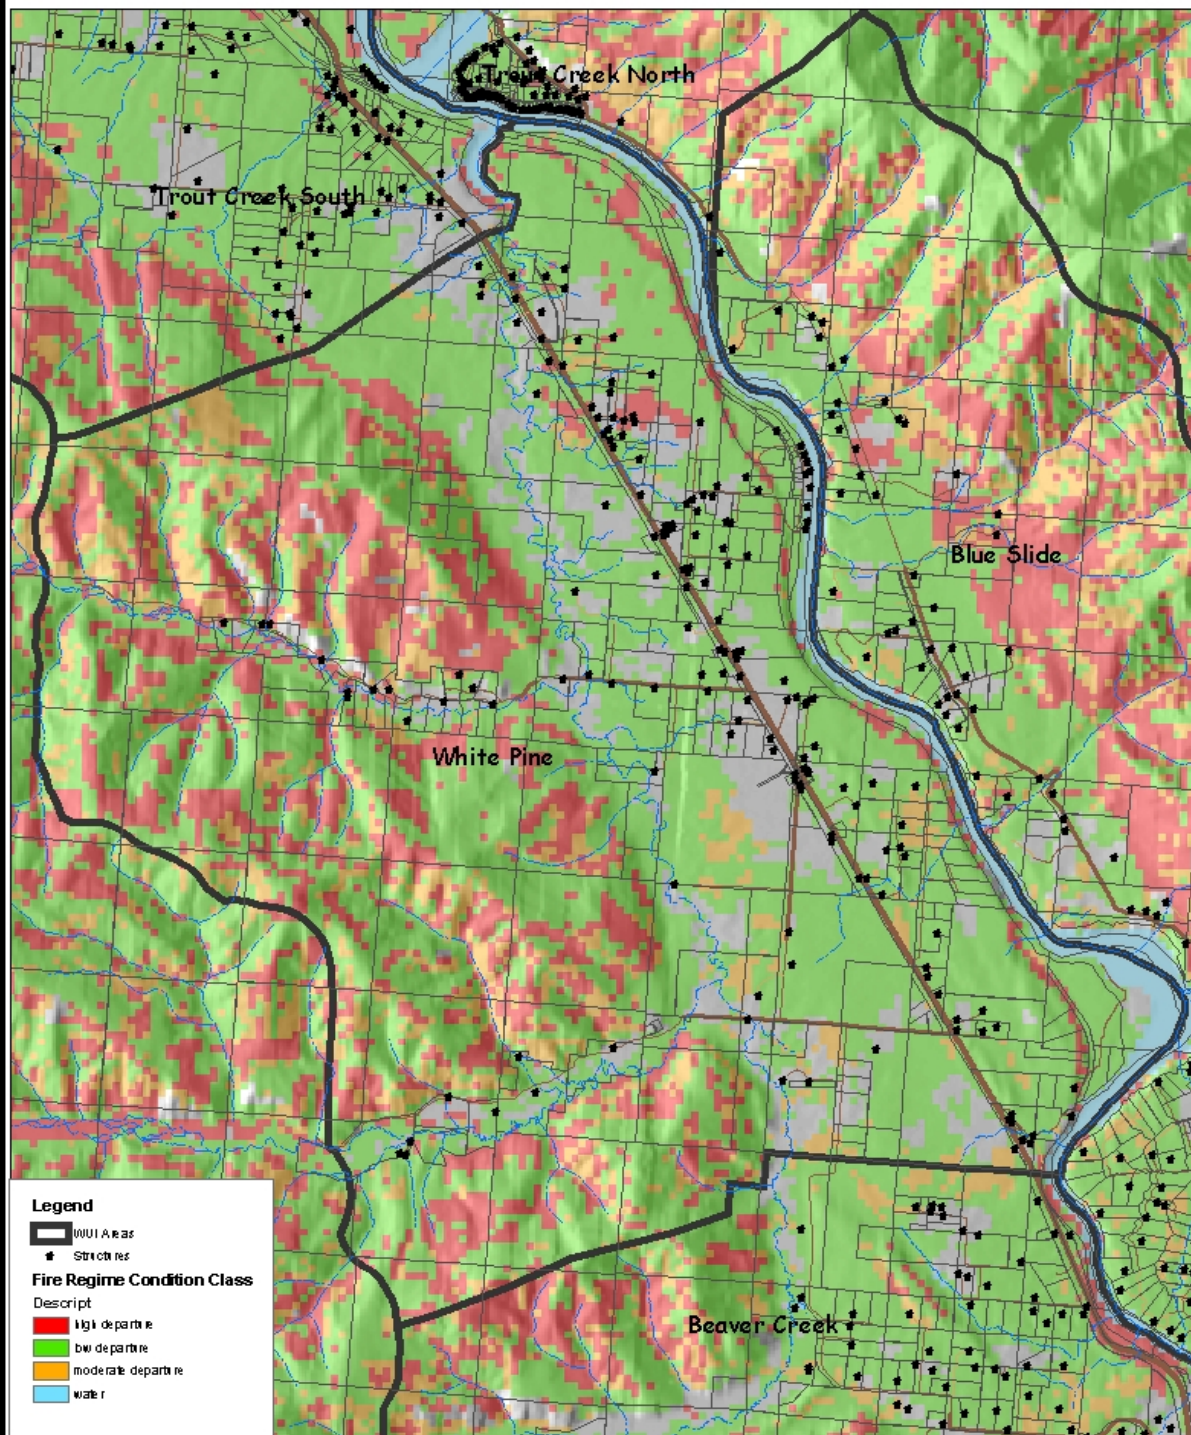 Trout Creek North
Trout Creek South
Blue Slide
White Pine
Beaver Creek
Legend
WUI Areas
Structures
Fire Regime Condition Class
Descript
high departure
low departure
moderate departure
water